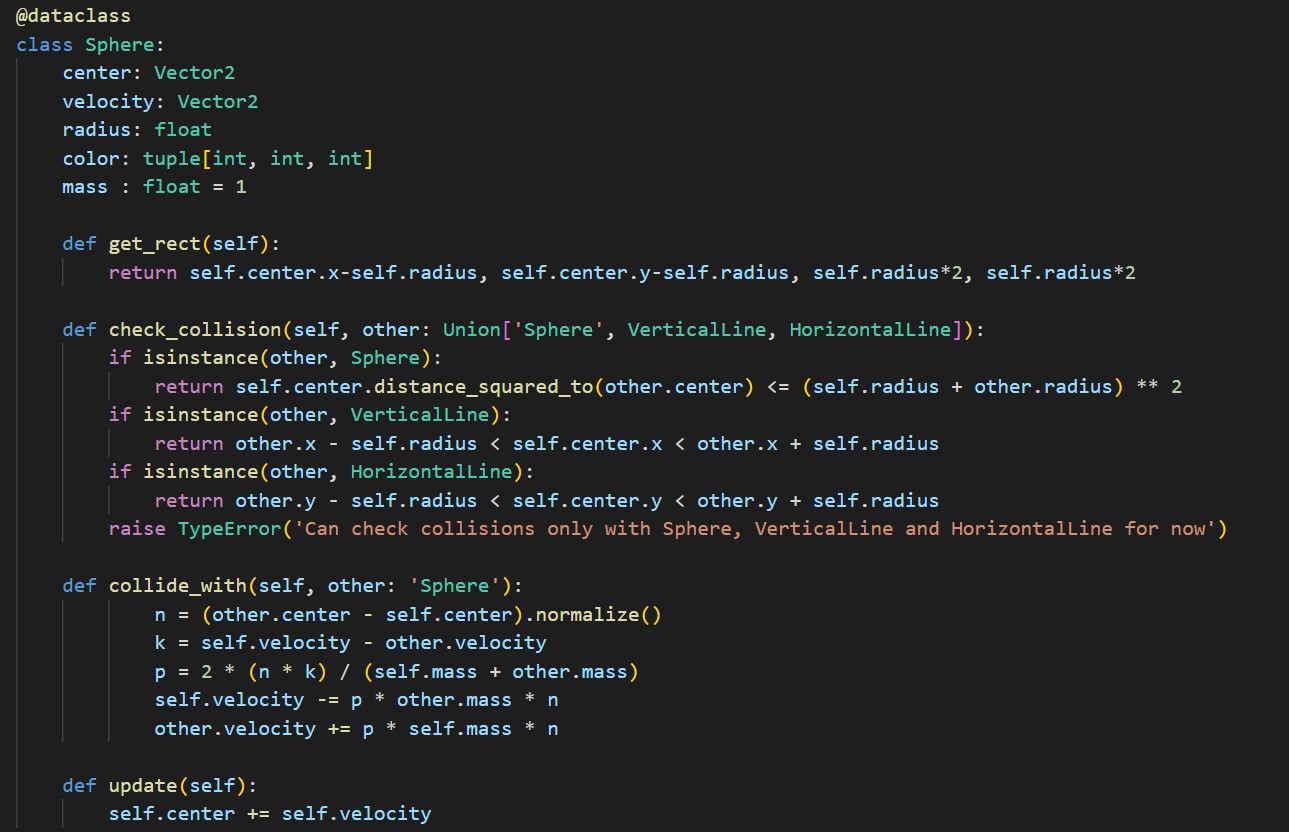 @dataclass
class Sphere:
    center: Vector2
    velocity: Vector2
    radius: float
    color: tuple[int, int, int]
    mass : float = 1

    def get_rect(self):
        return self.center.x-self.radius, self.center.y-self.radius, self.radius*2, self.radius*2

    def check_collision(self, other: Union['Sphere', VerticalLine, HorizontalLine]):
        if isinstance(other, Sphere):
            return self.center.distance_squared_to(other.center) <= (self.radius + other.radius) ** 2
        if isinstance(other, VerticalLine):
            return other.x - self.radius < self.center.x < other.x + self.radius
        if isinstance(other, HorizontalLine):
            return other.y - self.radius < self.center.y < other.y + self.radius
        raise TypeError('Can check collisions only with Sphere, VerticalLine and HorizontalLine for now')

    def collide_with(self, other: 'Sphere'):
            n = (other.center - self.center).normalize()
            k = self.velocity - other.velocity
            p = 2 * (n * k) / (self.mass + other.mass)
            self.velocity -= p * other.mass * n
            other.velocity += p * self.mass * n

    def update(self):
        self.center += self.velocity